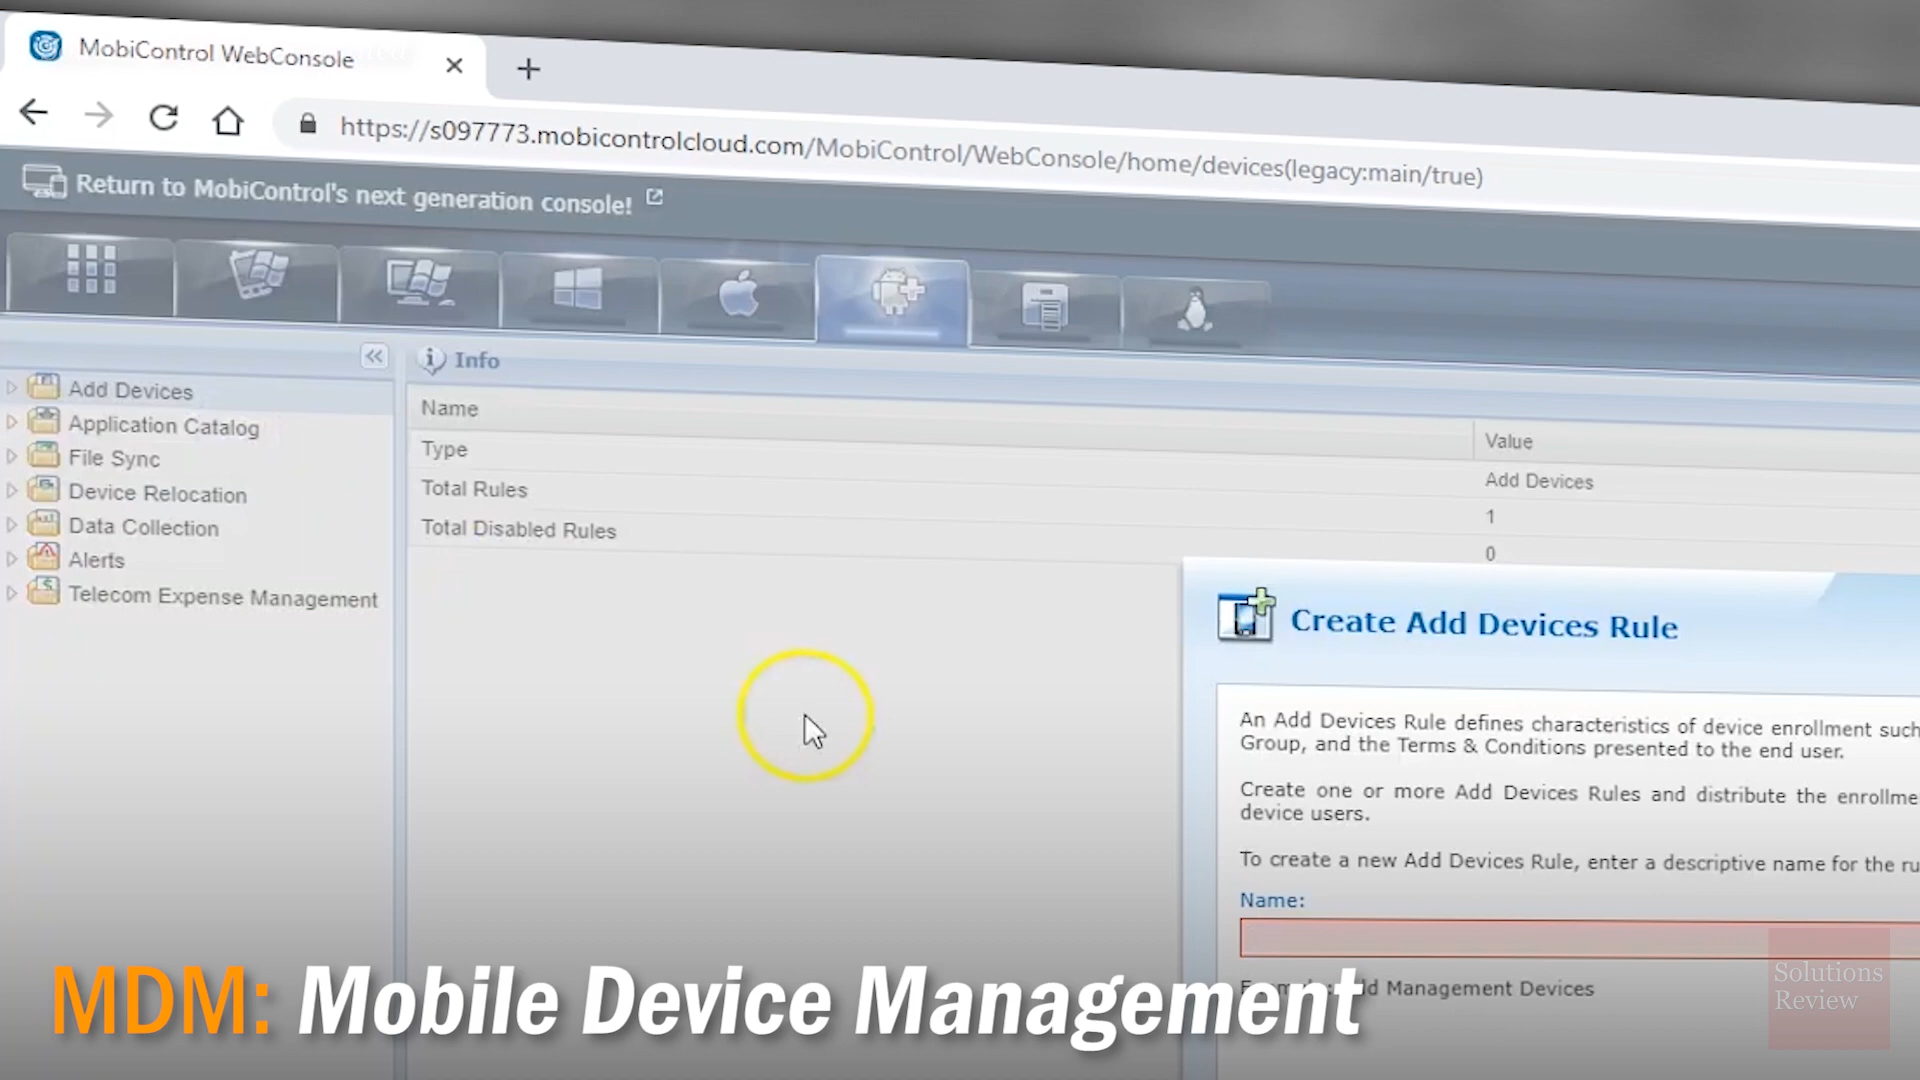 MobiControl WebConsole
https://s097773.mobicontrolcloud.com/MobiControl/WebConsole/home/devices(legacy:main/true)
Return to MobiControl's next generation console!
Add Devices
Application Catalog
File Sync
Device Relocation
Data Collection
Alerts
Telecom Expense Management
Info
Name
Value
Type
Add Devices
Total Rules
1
Total Disabled Rules
0
Create Add Devices Rule
An Add Devices Rule defines characteristics of device enrollment such
Group, and the Terms & Conditions presented to the end user.
Create one or more Add Devices Rules and distribute the enrollme
device users.
To create a new Add Devices Rule, enter a descriptive name for the ru
Name:
Management Devices
MDM: Mobile Device Management
Solutions
Review